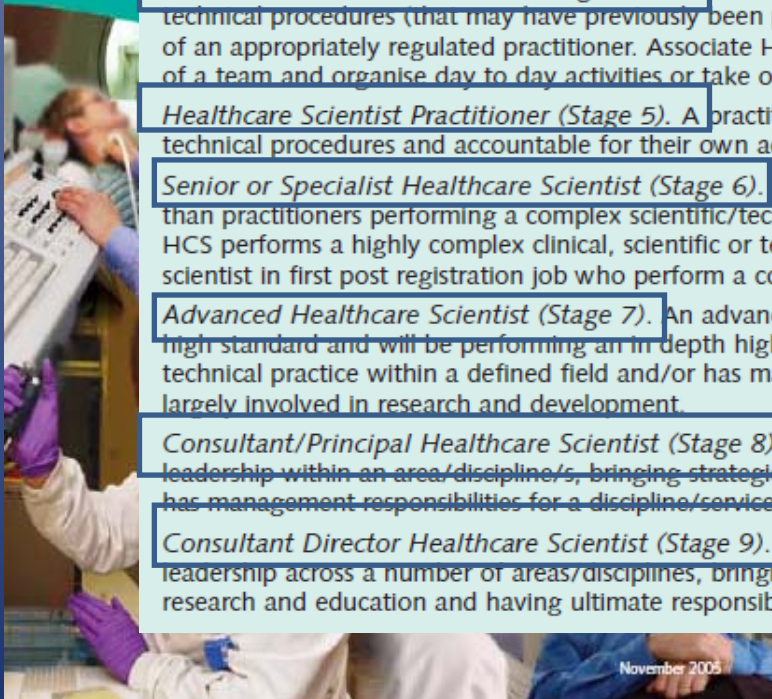 technical procedures (that may have previously been
of an appropriately regulated practitioner. Associate H
of a team and organise day to day activities or take o
Healthcare Scientist Practitioner (Stage 5). A practi
technical procedures and accountable for their own a
Senior or Specialist Healthcare Scientist (Stage 6).
than practitioners performing a complex scientific/tec
HCS performs a highly complex clinical, scientific or t
scientist in first post registration job who perform a c
Advanced Healthcare Scientist (Stage 7). An advanc
high standard and will be performing an in depth hig
technical practice within a defined field and/or has m
largely involved in research and development.
Consultant/Principal Healthcare Scientist (Stage 8)
leadership within an area/discipline/s, bringing strategi
has management responsibilities for a discipline/service
Consultant Director Healthcare Scientist (Stage 9).
leadership across a number of areas/disciplines, bringi
research and education and having ultimate responsib
November 2005